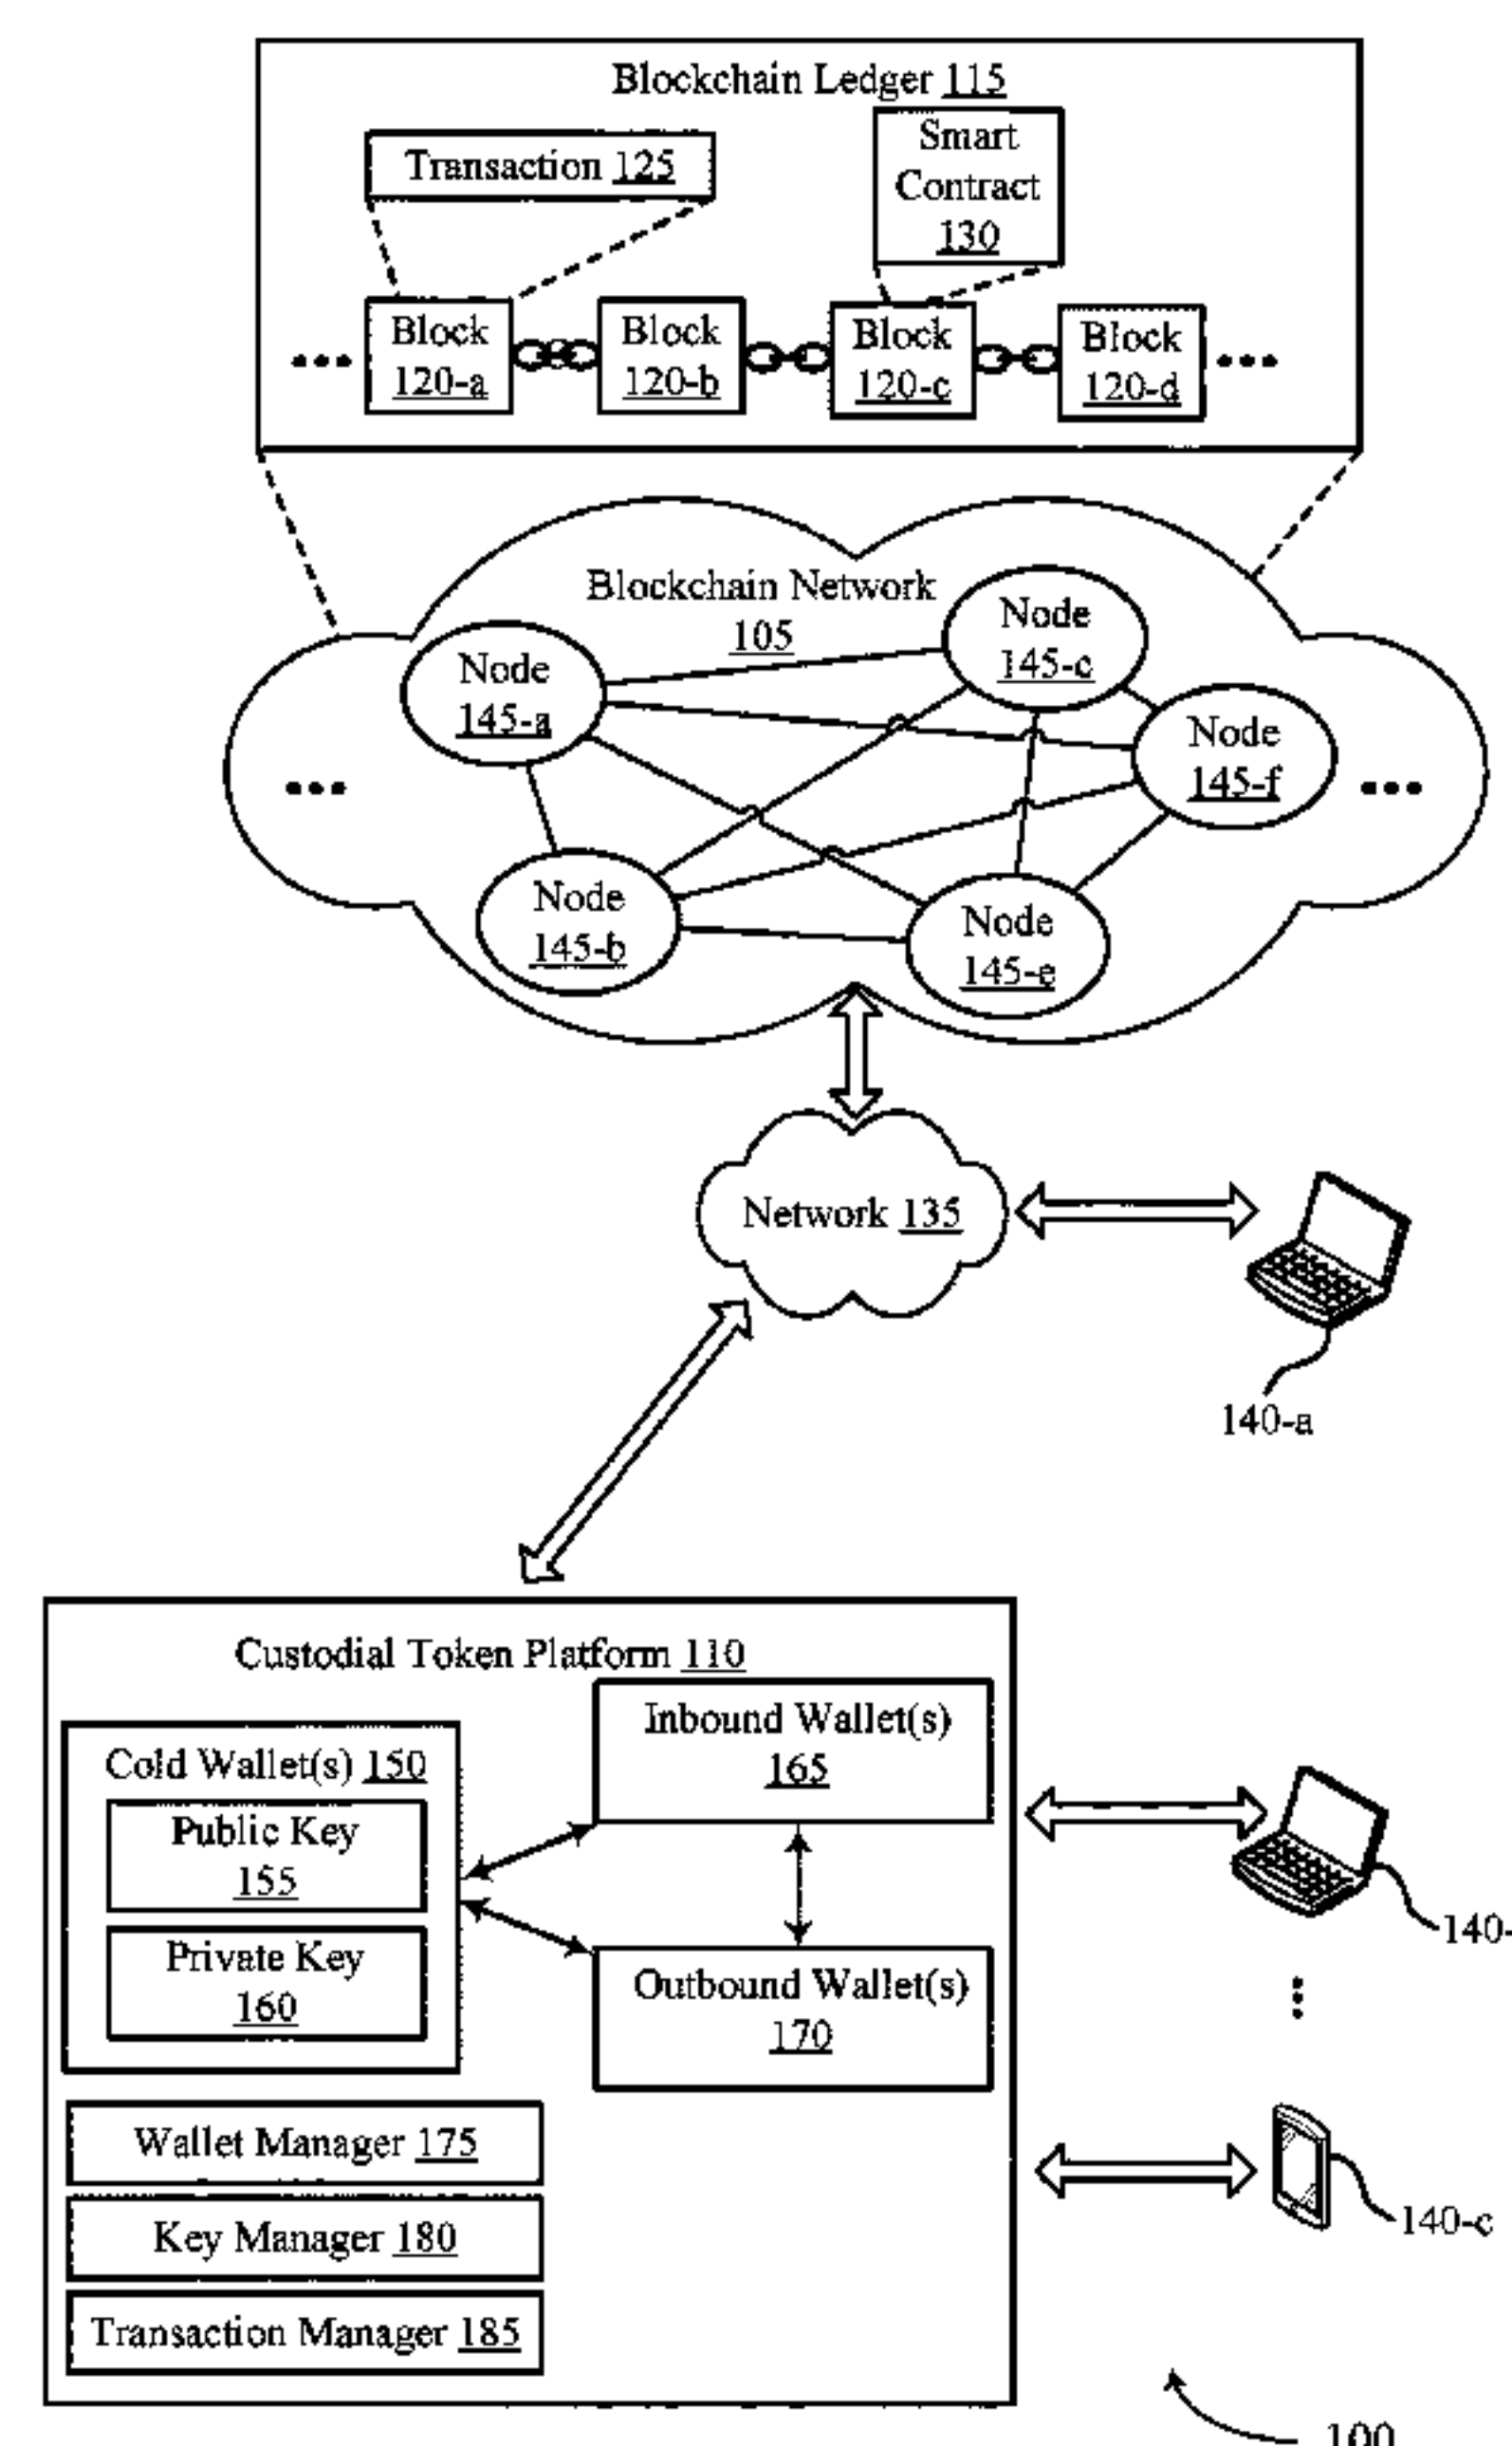 Blockchain Ledger 115
Transaction 125
Smart
Contract
130
Block
120-a
Block
120-b
Block
120-c
Block
120-d
Blockchain Network
105
Node
145-a
Node
145-c
Node
145-f
Node
145-b
Node
145-e
Network 135
140-a
Custodial Token Platform 110
Inbound Wallet(s)
165
Cold Wallet(s) 150
Public Key
155
Private Key
160
Outbound Wallet(s)
170
140-
Wallet Manager 175
Key Manager 180
Transaction Manager 185
140-c
100